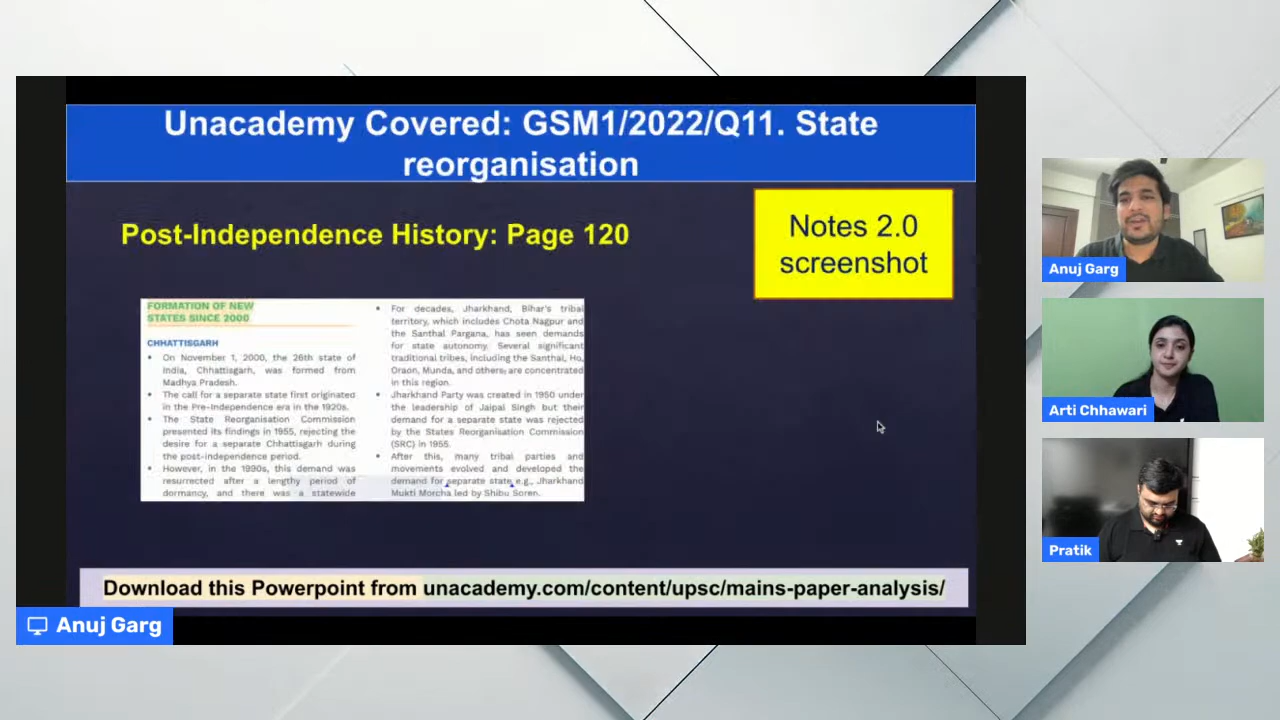 Unacademy Covered: GSM1/2022/Q11. State
reorganisation
Post-Independence History: Page 120
Notes 2.0
screenshot
FORMATION OF NEW
STATES SINCE 2000
CHHATTISGARH
• On November 1, 2000, the 26th state of
India, Chhattisgarh, was formed from
Madhya Pradesh.
• The call for a separate state first originated
in the Pre-Independence era in the 1920s.
• The State Reorganisation Commission
presented its findings in 1955, rejecting the
desire for a separate Chhattisgarh during
the post-independence period.
• However, in the 1990s, this demand was
resurrected after a lengthy period of
dormancy, and there was a statewide
• For decades, Jharkhand, Bihar's tribal
territory, which includes Chota Nagpur and
the Santhal Pargana, has seen demands
for state autonomy. Several significant
traditional tribes, including the Santhal, Ho,
Oraon, Munda, and others, are concentrated
in this region.
• Jharkhand Party was created in 1950 under
the leadership of Jaipal Singh but their
demand for a separate state was rejected
by the States Reorganisation Commission
(SRC) in 1955.
• After this, many tribal parties and
movements evolved and developed the
demand for separate state e.g., Jharkhand
Mukti Morcha led by Shibu Soren.
Download this Powerpoint from unacademy.com/content/upsc/mains-paper-analysis/
Anuj Garg
Anuj Garg
Arti Chhawari
Pratik